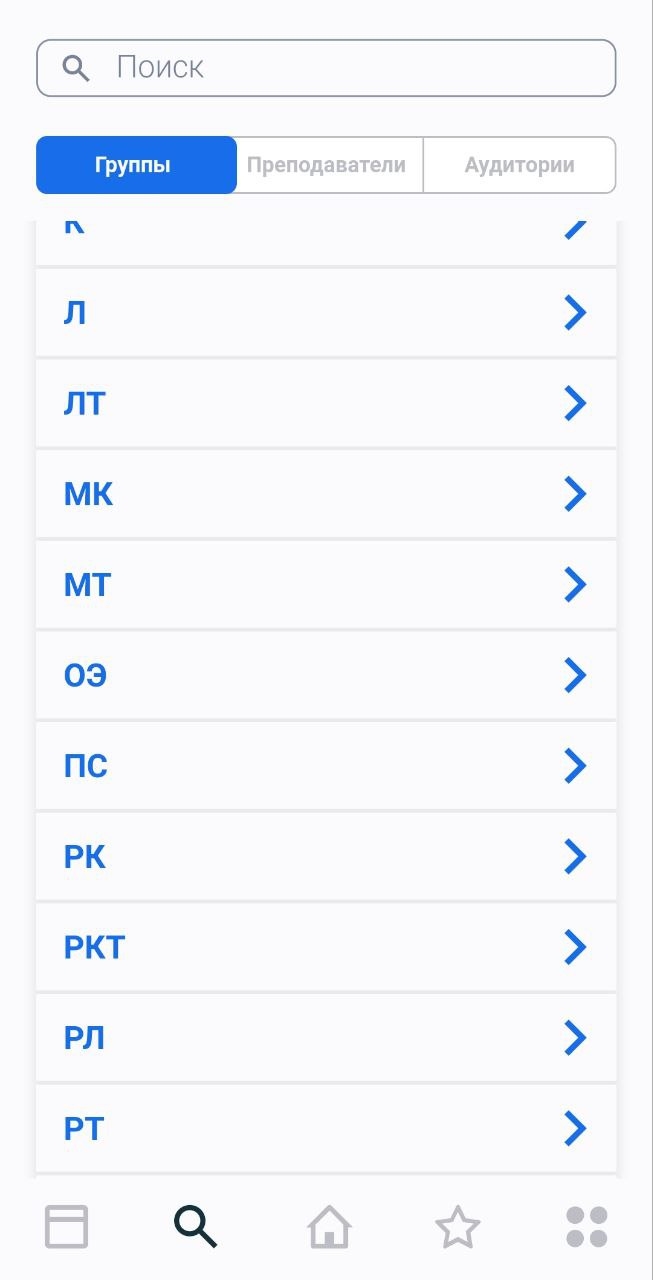 Поиск
Группы
Преподаватели
Аудитории
К
Л
ЛТ
МК
МТ
ОЭ
ПС
РК
РКТ
РЛ
РТ